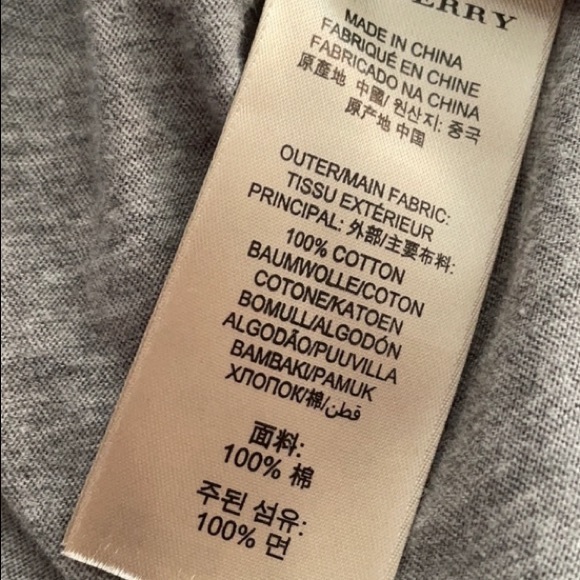 ERRY
MADE IN CHINA
FABRIQUÉ EN CHINE
FABRICADO NA CHINA
原產地 中國/ 원산지: 중국
原产地 中国
OUTER/MAIN FABRIC:
TISSU EXTÉRIEUR
PRINCIPAL: 外部/主要布料:
100% COTTON
BAUMWOLLE/COTON
COTONE/KATOEN
BOMULL/ALGODÓN
ALGODÃO/PUUVILLA
BAMBAKI/PAMUK
ХЛОПОК/棉/قطن
面料:
100% 棉
주된 섬유:
100% 면